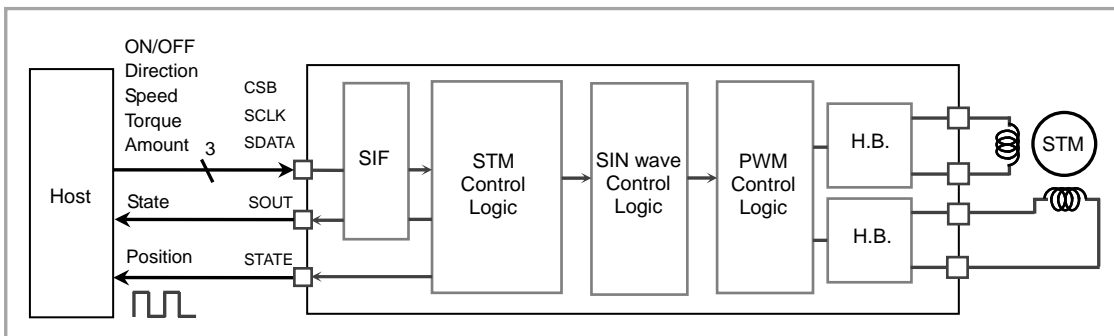 ON/OFF
Direction
Speed
Torque
Amount
3
CSB
SCLK
SDATA
Host
State
SOUT
Position
STATE
SIF
STM
Control
Logic
SIN wave
Control
Logic
PWM
Control
Logic
H.B.
H.B.
STM